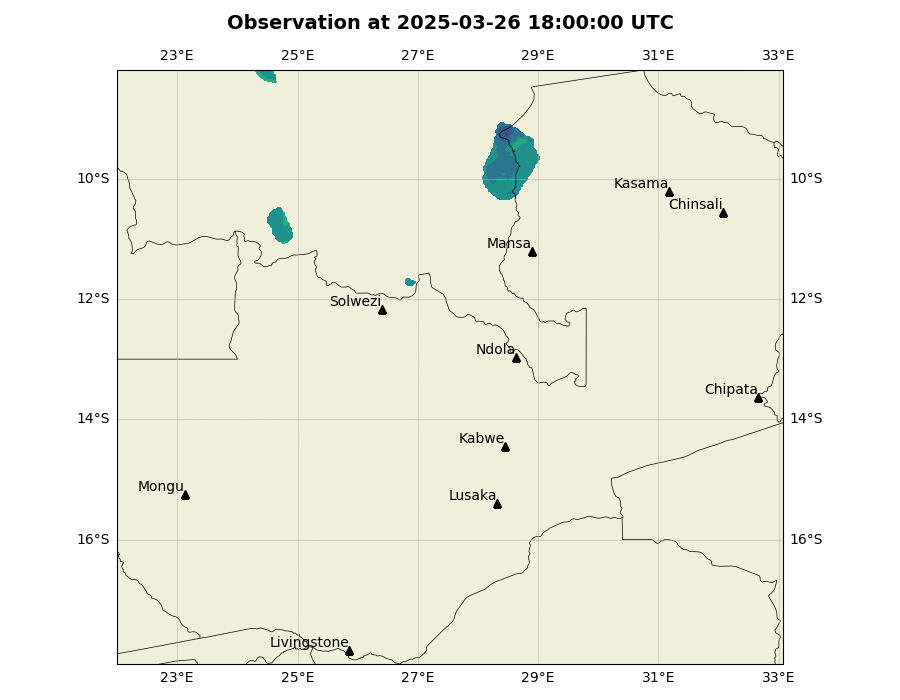 Observation at 2025-03-26 18:00:00 UTC
23°E 25°E 27°E 29°E 31°E 33°E
10°S 10°S
Kasama
Chinsali
Mansa
12°S 12°S
Solwezi
Ndola
Chipata
14°S 14°S
Kabwe
Mongu
Lusaka
16°S 16°S
Livingstone
23°E 25°E 27°E 29°E 31°E 33°E